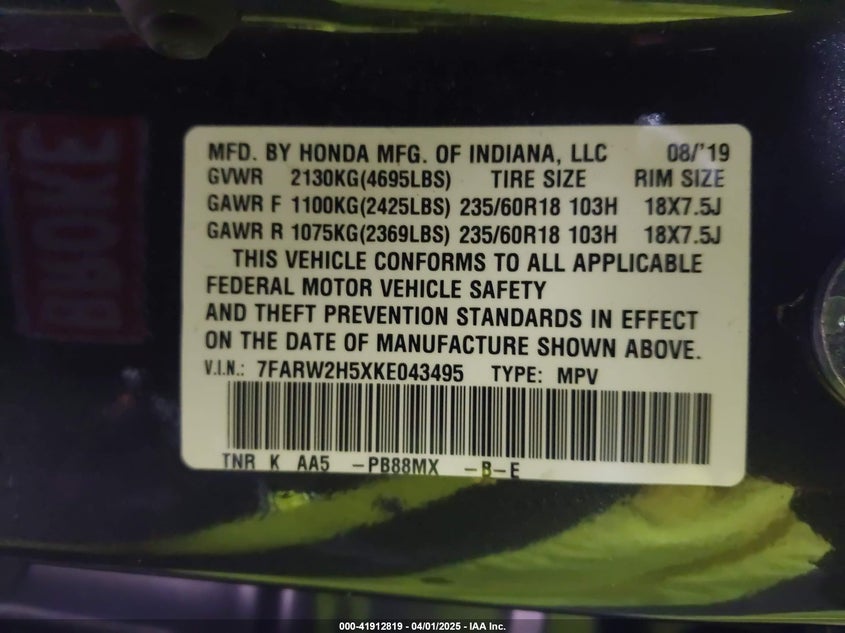 MFD. BY HONDA MFG. OF INDIANA, LLC 08/'19
GVWR 2130KG(4695LBS) TIRE SIZE RIM SIZE
GAWR F 1100KG(2425LBS) 235/60R18 103H 18X7.5J
GAWR R 1075KG(2369LBS) 235/60R18 103H 18X7.5J
THIS VEHICLE CONFORMS TO ALL APPLICABLE
FEDERAL MOTOR VEHICLE SAFETY
AND THEFT PREVENTION STANDARDS IN EFFECT
ON THE DATE OF MANUFACTURE SHOWN ABOVE.
V.I.N.: 7FARW2H5XKE043495 TYPE: MPV
TNR K AA5 -PB88MX -B-E
000-41912819 / 04/01/2025 - IAA Inc.